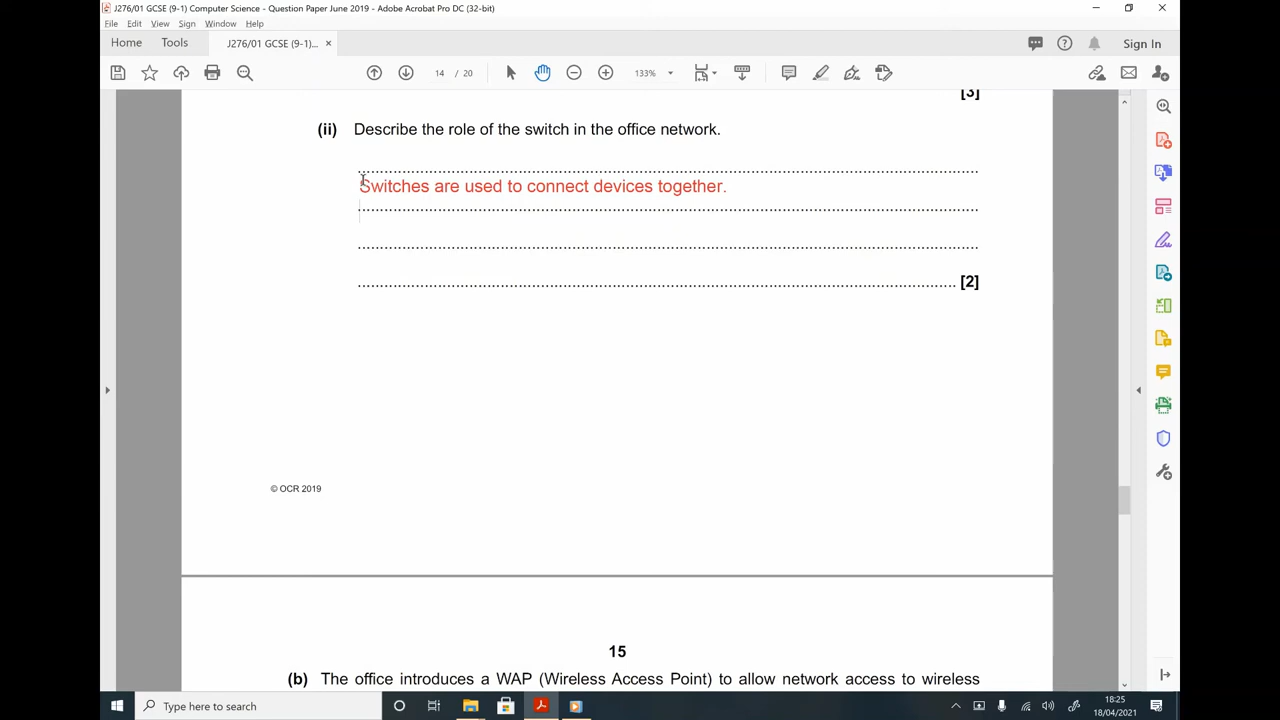 J276/01 GCSE (9-1) Computer Science - Question Paper June 2019 - Adobe Acrobat Pro DC (32-bit)
File Edit View Sign Window Help
Home Tools J276/01 GCSE (9-1)... × Sign In
14 / 20 133%
[3]
(ii) Describe the role of the switch in the office network.
Switches are used to connect devices together.
[2]
© OCR 2019
15
(b) The office introduces a WAP (Wireless Access Point) to allow network access to wireless
Type here to search
18:25
18/04/2021